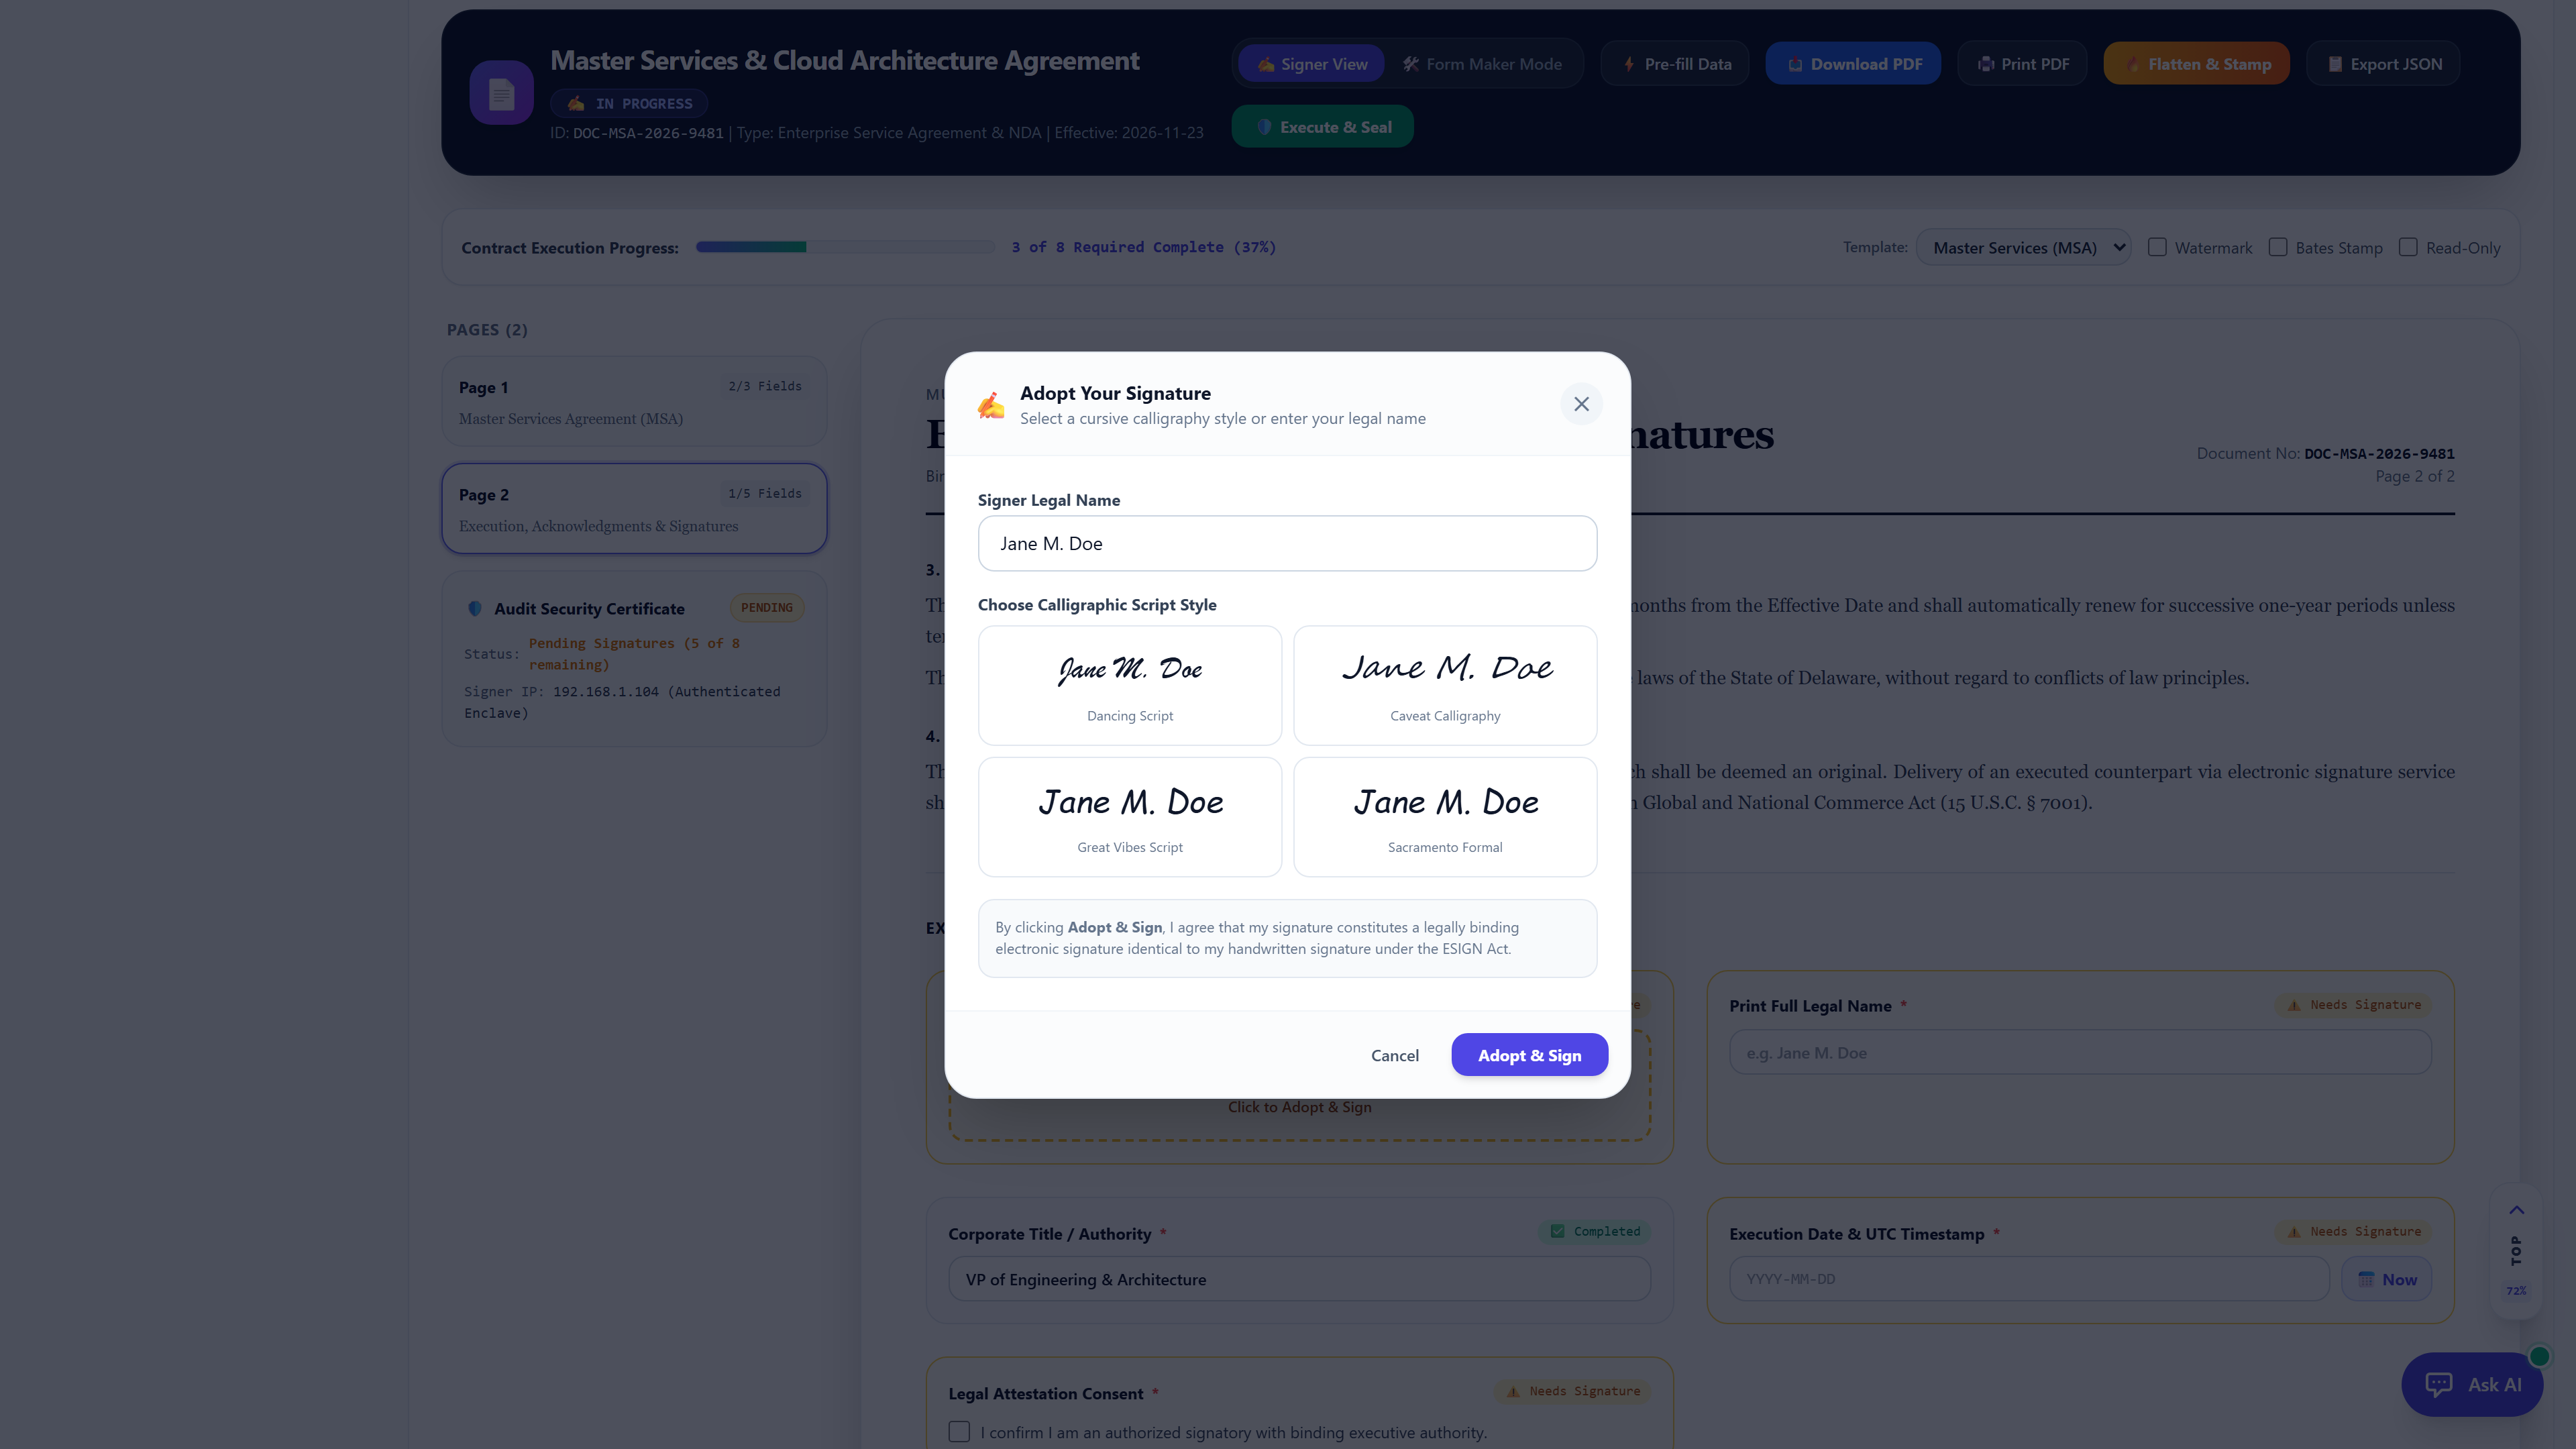 Master Services & Cloud Architecture Agreement
✍️ IN PROGRESS
ID: DOC-MSA-2026-9481 | Type: Enterprise Service Agreement & NDA | Effective: 2026-11-23
Signer View
Form Maker Mode
Pre-fill Data
Download PDF
Print PDF
Flatten & Stamp
Export JSON
Execute & Seal
Contract Execution Progress:
3 of 8 Required Complete (37%)
Template:
Master Services (MSA)
Watermark
Bates Stamp
Read-Only
PAGES (2)
Page 1
2/3 Fields
Master Services Agreement (MSA)
Page 2
1/5 Fields
Execution, Acknowledgments & Signatures
Audit Security Certificate
PENDING
Status: Pending Signatures (5 of 8
remaining)
Signer IP: 192.168.1.104 (Authenticated
Enclave)
Document No: DOC-MSA-2026-9481
Page 2 of 2
3.
from the Effective Date and shall automatically renew for successive one-year periods unless
laws of the State of Delaware, without regard to conflicts of law principles.
4.
shall be deemed an original. Delivery of an executed counterpart via electronic signature service
Global and National Commerce Act (15 U.S.C. § 7001).
Adopt Your Signature
Select a cursive calligraphy style or enter your legal name
Signer Legal Name
Jane M. Doe
Choose Calligraphic Script Style
Jane M. Doe
Dancing Script
Jane M. Doe
Caveat Calligraphy
Jane M. Doe
Great Vibes Script
Jane M. Doe
Sacramento Formal
By clicking Adopt & Sign, I agree that my signature constitutes a legally binding
electronic signature identical to my handwritten signature under the ESIGN Act.
Cancel
Adopt & Sign
Click to Adopt & Sign
Print Full Legal Name *
Needs Signature
e.g. Jane M. Doe
Corporate Title / Authority *
Completed
VP of Engineering & Architecture
Execution Date & UTC Timestamp *
Needs Signature
YYYY-MM-DD
Now
Legal Attestation Consent *
Needs Signature
I confirm I am an authorized signatory with binding executive authority.
TOP
72%
Ask AI